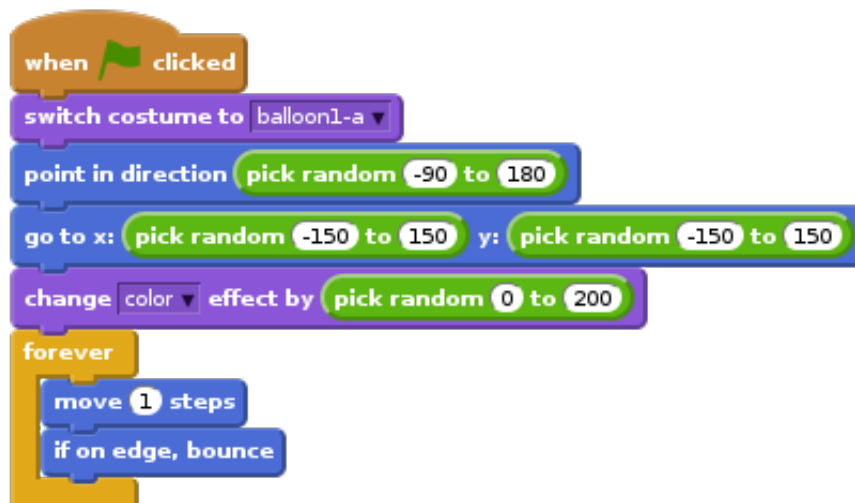 when clicked
switch costume to balloon1-a
point in direction pick random -90 to 180
go to x: pick random -150 to 150 y: pick random -150 to 150
change color effect by pick random 0 to 200
forever
move 1 steps
if on edge, bounce